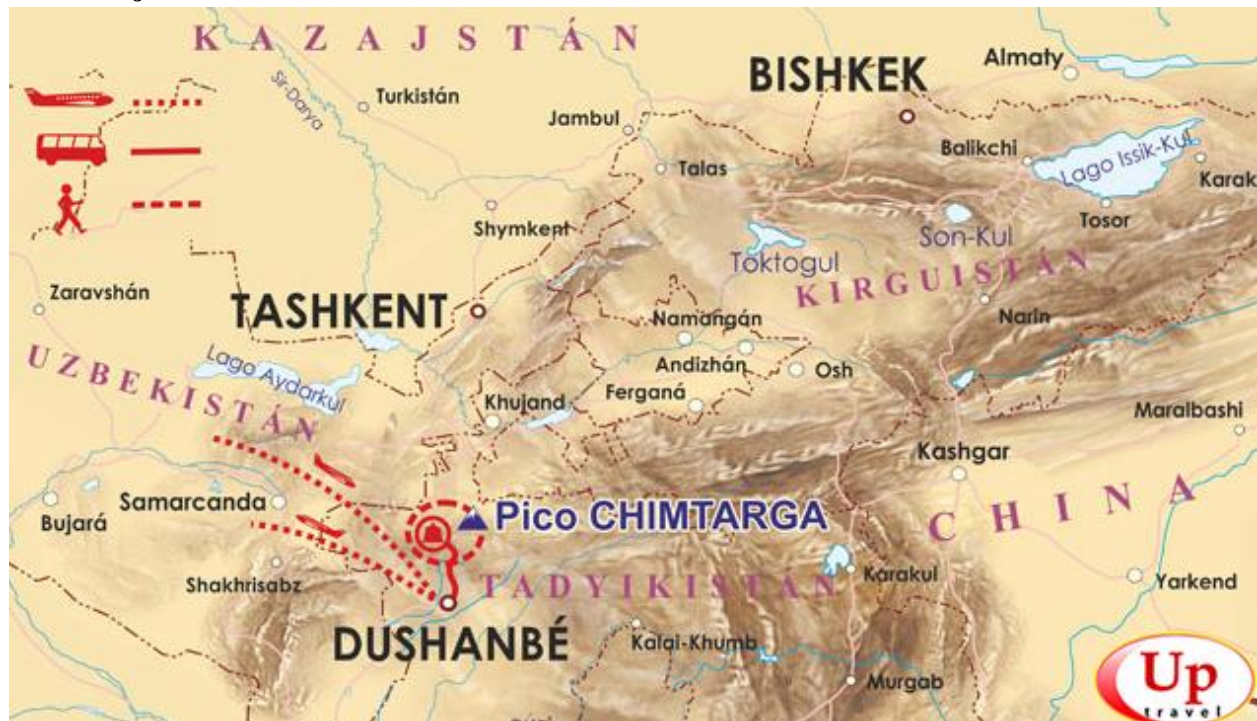 KAZAJSTÁN
Almaty
BISHKEK
Turkistán
Sir-Darya
Jambul
Balikchi
Lago Issik-Kul
Talas
Karak
Tosor
Shymkent
Son-Kul
Toktogul
KIRGUISTÁN
Zaravshán
TASHKENT
Namangán
Narin
Lago Aydarkul
Andizhán
Osh
UZBEKISTÁN
Khujand
Ferganá
Maralbashi
Kashgar
Samarcanda
Bujará
Pico CHIMTARGA
CHINA
Shakhrisabz
TADYIKISTÁN
Karakul
Yarkend
DUSHANBÉ
Kalai-Khumb
Murgab
Up
travel